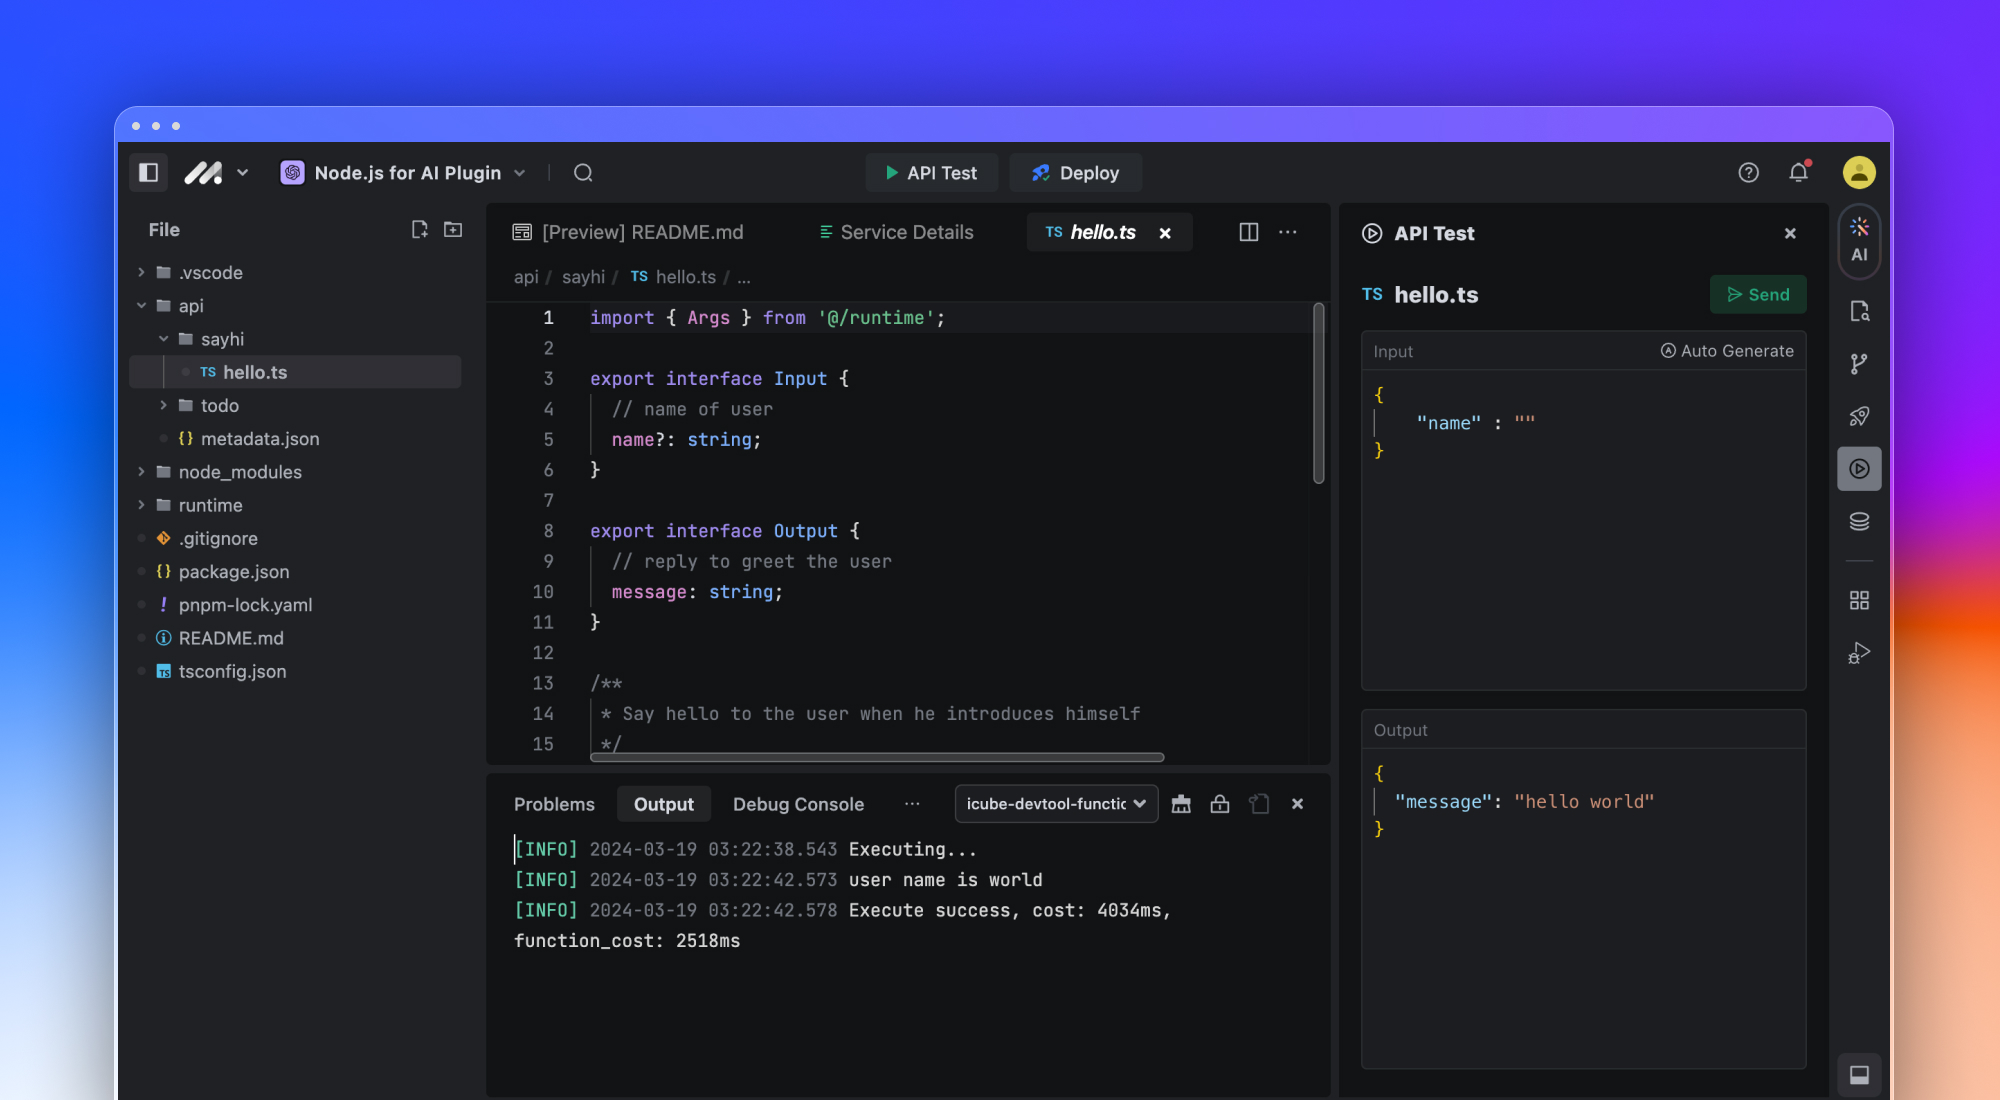 Node.js for AI Plugin
API Test
Deploy
File
.vscode
api
sayhi
TS hello.ts
todo
{} metadata.json
node_modules
runtime
.gitignore
{} package.json
! pnpm-lock.yaml
README.md
TS tsconfig.json
[Preview] README.md
Service Details
TS hello.ts
api / sayhi / TS hello.ts / ...
1 import { Args } from '@/runtime';
2
3 export interface Input {
4 // name of user
5 name?: string;
6 }
7
8 export interface Output {
9 // reply to greet the user
10 message: string;
11 }
12
13 /**
14 * Say hello to the user when he introduces himself
15 */
Problems
Output
Debug Console
icube-devtool-functic
[INFO] 2024-03-19 03:22:38.543 Executing...
[INFO] 2024-03-19 03:22:42.573 user name is world
[INFO] 2024-03-19 03:22:42.578 Execute success, cost: 4034ms,
function_cost: 2518ms
API Test
TS hello.ts
Send
Input
Auto Generate
{
"name" : ""
}
Output
{
"message": "hello world"
}
AI